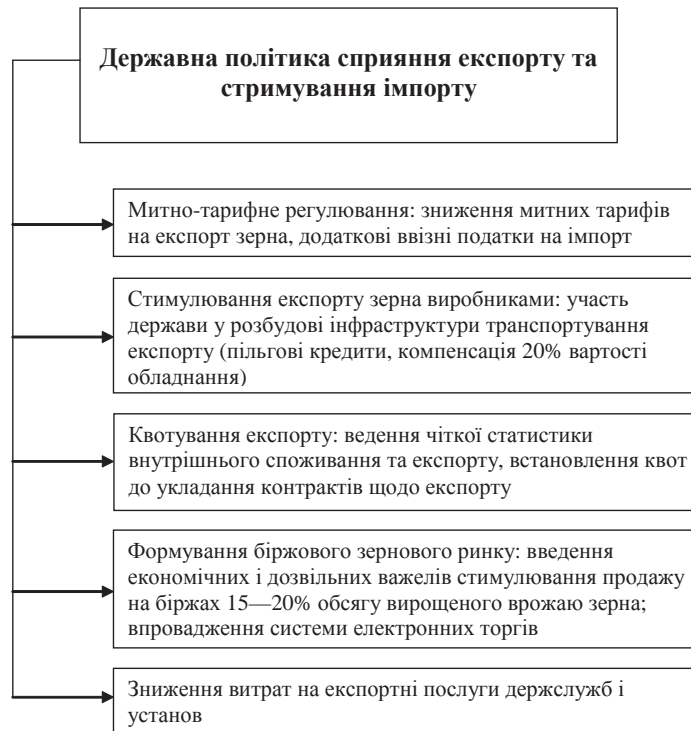 Державна політика сприяння експорту та
стримування імпорту
Митно-тарифне регулювання: зниження митних тарифів
на експорт зерна, додаткові ввізні податки на імпорт
Стимулювання експорту зерна виробниками: участь
держави у розбудові інфраструктури транспортування
експорту (пільгові кредити, компенсація 20% вартості
обладнання)
Квотування експорту: ведення чіткої статистики
внутрішнього споживання та експорту, встановлення квот
до укладання контрактів щодо експорту
Формування біржового зернового ринку: введення
економічних і дозвільних важелів стимулювання продажу
на біржах 15—20% обсягу вирощеного врожаю зерна;
впровадження системи електронних торгів
Зниження витрат на експортні послуги держслужб і
установ